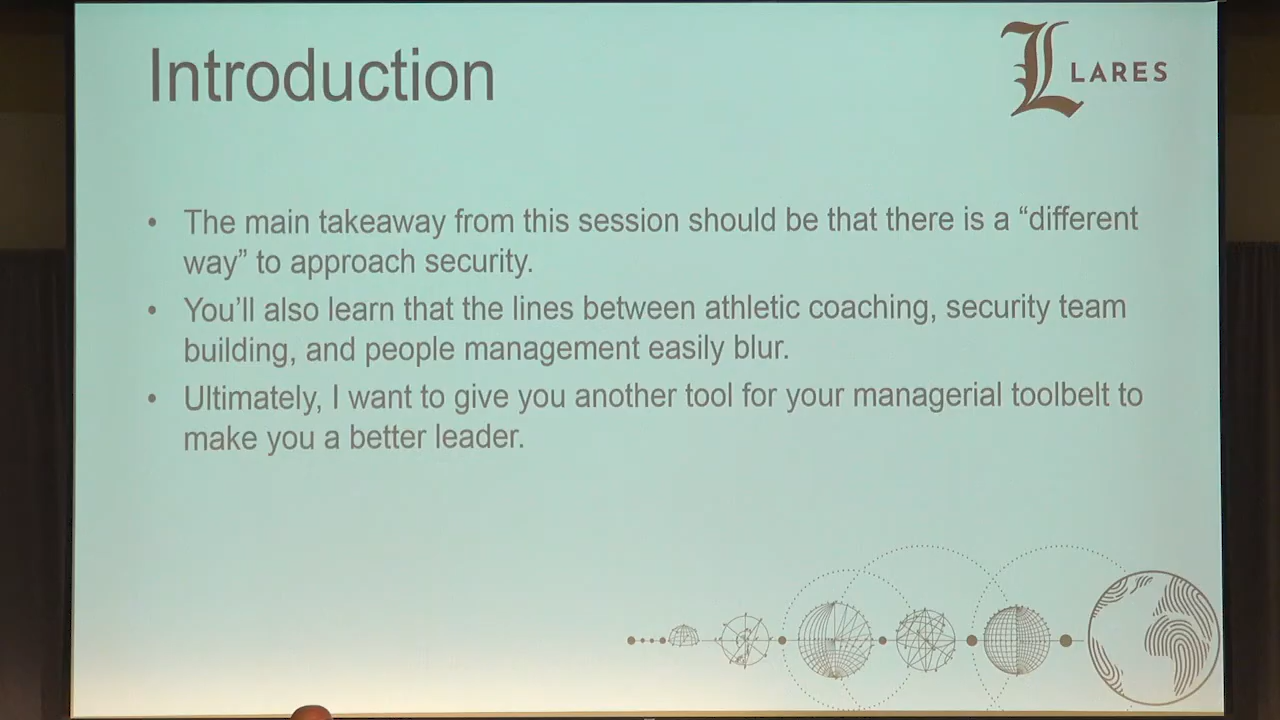 Introduction
L LARES
• The main takeaway from this session should be that there is a “different
way” to approach security.
• You’ll also learn that the lines between athletic coaching, security team
building, and people management easily blur.
• Ultimately, I want to give you another tool for your managerial toolbelt to
make you a better leader.